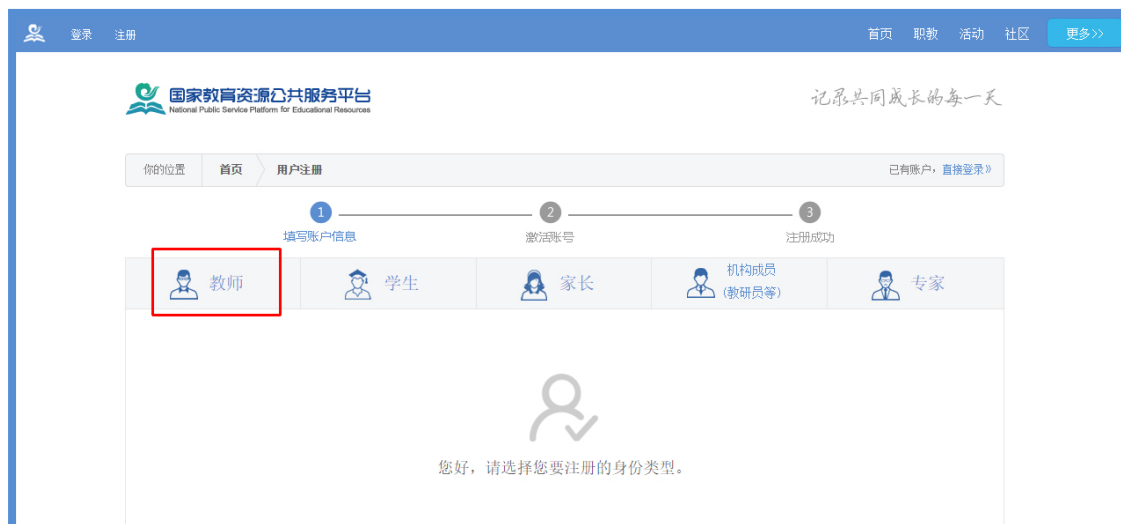 登录 注册 首页 职教 活动 社区 更多>>
国家教育资源公共服务平台
National Public Service Platform for Educational Resources
记录共同成长的每一天
你的位置 首页 用户注册 已有账户，直接登录》
1 2 3
填写账户信息 激活账号 注册成功
教师 学生 家长 机构成员 专家
(教研员等)
您好，请选择您要注册的身份类型。